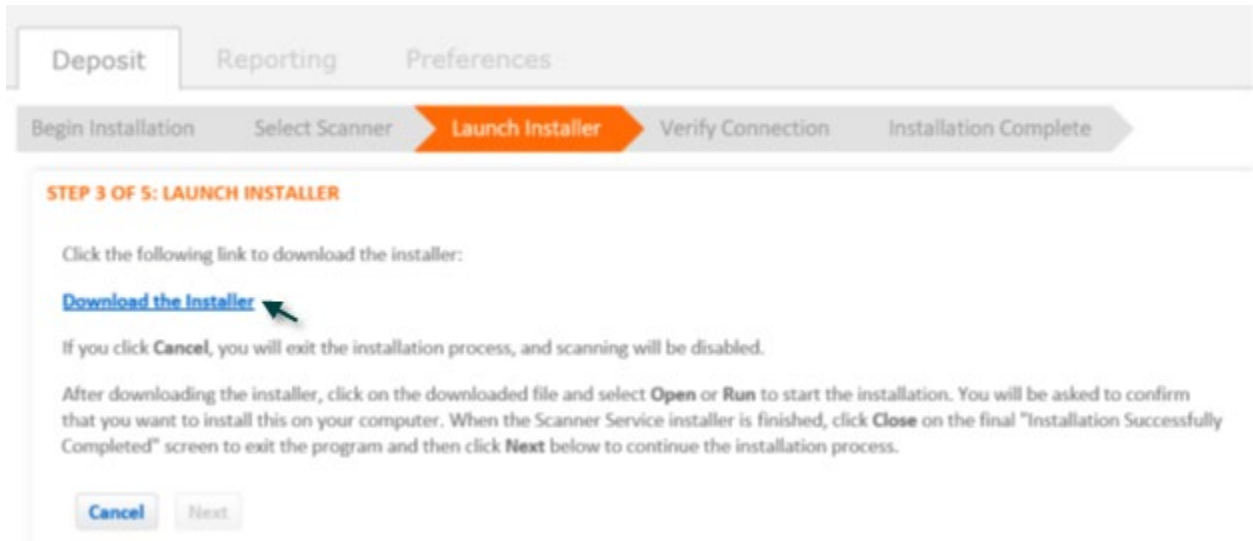 Deposit Reporting Preferences
Begin Installation Select Scanner Launch Installer Verify Connection Installation Complete
STEP 3 OF 5: LAUNCH INSTALLER
Click the following link to download the installer:
Download the Installer
If you click Cancel, you will exit the installation process, and scanning will be disabled.
After downloading the installer, click on the downloaded file and select Open or Run to start the installation. You will be asked to confirm
that you want to install this on your computer. When the Scanner Service installer is finished, click Close on the final "Installation Successfully
Completed" screen to exit the program and then click Next below to continue the installation process.
Cancel Next